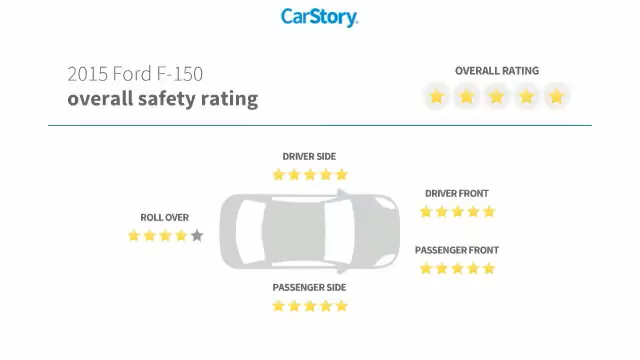 CarStory
2015 Ford F-150
overall safety rating
OVERALL RATING
DRIVER SIDE
DRIVER FRONT
ROLL OVER
PASSENGER FRONT
PASSENGER SIDE